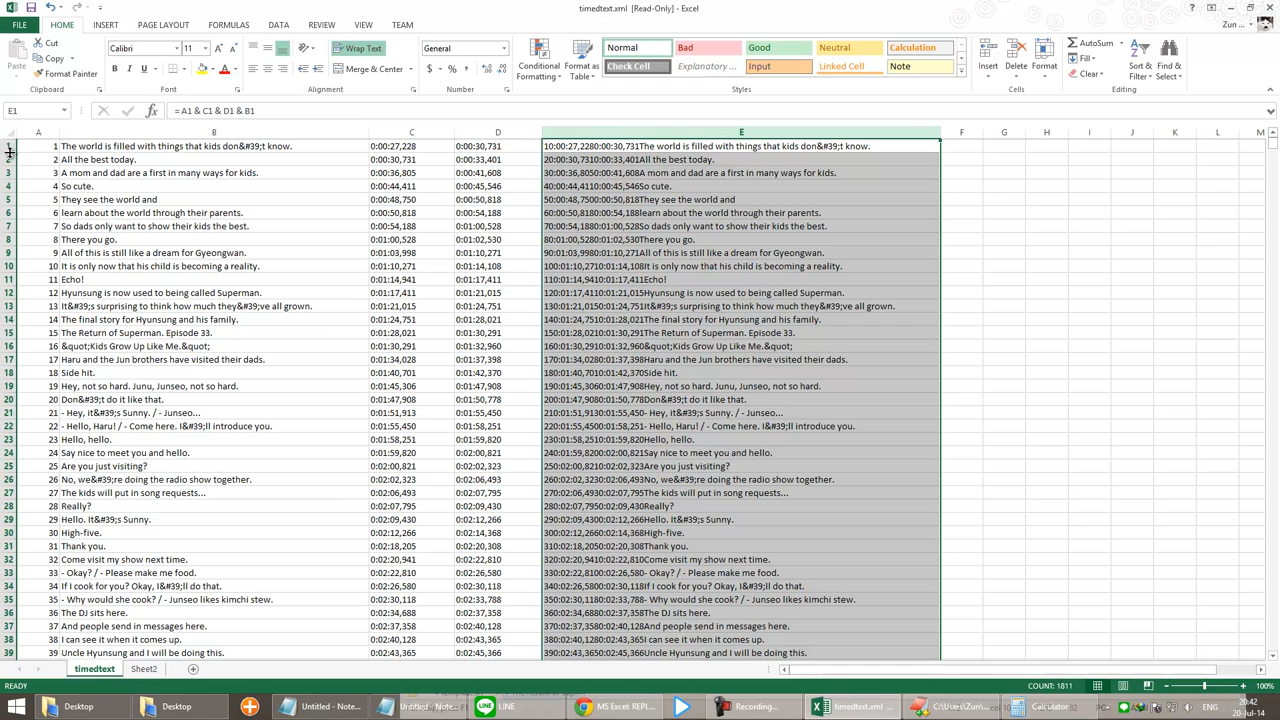 timedtext.xml [Read-Only] - Excel
FILE HOME INSERT PAGE LAYOUT FORMULAS DATA REVIEW VIEW TEAM Zun ...
Paste Cut Copy Format Painter Clipboard
Calibri 11 Font
Wrap Text Merge & Center Alignment
General Number
Conditional Formatting Format as Table
Normal Bad Good Neutral Calculation
Check Cell Explanatory ... Input Linked Cell Note
Styles
Insert Delete Format Cells
AutoSum Fill Clear Sort & Filter Find & Select Editing
E1 = A1 & C1 & D1 & B1
A B C D E F G H I J K L M
1 1 The world is filled with things that kids don&#39;t know. 0:00:27,228 0:00:30,731 10:00:27,2280:00:30,731The world is filled with things that kids don&#39;t know.
2 2 All the best today. 0:00:30,731 0:00:33,401 20:00:30,7310:00:33,401All the best today.
3 3 A mom and dad are a first in many ways for kids. 0:00:36,805 0:00:41,608 30:00:36,8050:00:41,608A mom and dad are a first in many ways for kids.
4 4 So cute. 0:00:44,411 0:00:45,546 40:00:44,4110:00:45,546So cute.
5 5 They see the world and 0:00:48,750 0:00:50,818 50:00:48,7500:00:50,818They see the world and
6 6 learn about the world through their parents. 0:00:50,818 0:00:54,188 60:00:50,8180:00:54,188learn about the world through their parents.
7 7 So dads only want to show their kids the best. 0:00:54,188 0:01:00,528 70:00:54,1880:01:00,528So dads only want to show their kids the best.
8 8 There you go. 0:01:00,528 0:01:02,530 80:01:00,5280:01:02,530There you go.
9 9 All of this is still like a dream for Gyeongwan. 0:01:03,998 0:01:10,271 90:01:03,9980:01:10,271All of this is still like a dream for Gyeongwan.
10 10 It is only now that his child is becoming a reality. 0:01:10,271 0:01:14,108 100:01:10,2710:01:14,108It is only now that his child is becoming a reality.
11 11 Echo! 0:01:14,941 0:01:17,411 110:01:14,9410:01:17,411Echo!
12 12 Hyunsung is now used to being called Superman. 0:01:17,411 0:01:21,015 120:01:17,4110:01:21,015Hyunsung is now used to being called Superman.
13 13 It&#39;s surprising to think how much they&#39;ve all grown. 0:01:21,015 0:01:24,751 130:01:21,0150:01:24,751It&#39;s surprising to think how much they&#39;ve all grown.
14 14 The final story for Hyunsung and his family. 0:01:24,751 0:01:28,021 140:01:24,7510:01:28,021The final story for Hyunsung and his family.
15 15 The Return of Superman. Episode 33. 0:01:28,021 0:01:30,291 150:01:28,0210:01:30,291The Return of Superman. Episode 33.
16 16 &quot;Kids Grow Up Like Me.&quot; 0:01:30,291 0:01:32,960 160:01:30,2910:01:32,960&quot;Kids Grow Up Like Me.&quot;
17 17 Haru and the Jun brothers have visited their dads. 0:01:34,028 0:01:37,398 170:01:34,0280:01:37,398Haru and the Jun brothers have visited their dads.
18 18 Side hit. 0:01:40,701 0:01:42,370 180:01:40,7010:01:42,370Side hit.
19 19 Hey, not so hard. Junu, Junseo, not so hard. 0:01:45,306 0:01:47,908 190:01:45,3060:01:47,908Hey, not so hard. Junu, Junseo, not so hard.
20 20 Don&#39;t do it like that. 0:01:47,908 0:01:50,778 200:01:47,9080:01:50,778Don&#39;t do it like that.
21 21 - Hey, it&#39;s Sunny. / - Junseo... 0:01:51,913 0:01:55,450 210:01:51,9130:01:55,450- Hey, it&#39;s Sunny. / - Junseo...
22 22 - Hello, Haru! / - Come here. I&#39;ll introduce you. 0:01:55,450 0:01:58,251 220:01:55,4500:01:58,251- Hello, Haru! / - Come here. I&#39;ll introduce you.
23 23 Hello, hello. 0:01:58,251 0:01:59,820 230:01:58,2510:01:59,820Hello, hello.
24 24 Say nice to meet you and hello. 0:01:59,820 0:02:00,821 240:01:59,8200:02:00,821Say nice to meet you and hello.
25 25 Are you just visiting? 0:02:00,821 0:02:02,323 250:02:00,8210:02:02,323Are you just visiting?
26 26 No, we&#39;re doing the radio show together. 0:02:02,323 0:02:06,493 260:02:02,3230:02:06,493No, we&#39;re doing the radio show together.
27 27 The kids will put in song requests... 0:02:06,493 0:02:07,795 270:02:06,4930:02:07,795The kids will put in song requests...
28 28 Really? 0:02:07,795 0:02:09,430 280:02:07,7950:02:09,430Really?
29 29 Hello. It&#39;s Sunny. 0:02:09,430 0:02:12,266 290:02:09,4300:02:12,266Hello. It&#39;s Sunny.
30 30 High-five. 0:02:12,266 0:02:14,368 300:02:12,2660:02:14,368High-five.
31 31 Thank you. 0:02:18,205 0:02:20,308 310:02:18,2050:02:20,308Thank you.
32 32 Come visit my show next time. 0:02:20,941 0:02:22,810 320:02:20,9410:02:22,810Come visit my show next time.
33 33 - Okay? / - Please make me food. 0:02:22,810 0:02:26,580 330:02:22,8100:02:26,580- Okay? / - Please make me food.
34 34 If I cook for you? Okay, I&#39;ll do that. 0:02:26,580 0:02:30,118 340:02:26,5800:02:30,118If I cook for you? Okay, I&#39;ll do that.
35 35 - Why would she cook? / - Junseo likes kimchi stew. 0:02:30,118 0:02:33,788 350:02:30,1180:02:33,788- Why would she cook? / - Junseo likes kimchi stew.
36 36 The DJ sits here. 0:02:34,688 0:02:37,358 360:02:34,6880:02:37,358The DJ sits here.
37 37 And people send in messages here. 0:02:37,358 0:02:40,128 370:02:37,3580:02:40,128And people send in messages here.
38 38 I can see it when it comes up. 0:02:40,128 0:02:43,365 380:02:40,1280:02:43,365I can see it when it comes up.
39 39 Uncle Hyunsung and I will be doing this. 0:02:43,365 0:02:45,366 390:02:43,3650:02:45,366Uncle Hyunsung and I will be doing this.
timedtext Sheet2
READY COUNT: 1811 100%
Desktop Desktop Untitled - Note... Untitled - Note... LINE MS Excel: REPL... Recording... timedtext.xml ... C:\Users\Zun\... Calculator ENG 20:42
20-Jul-14